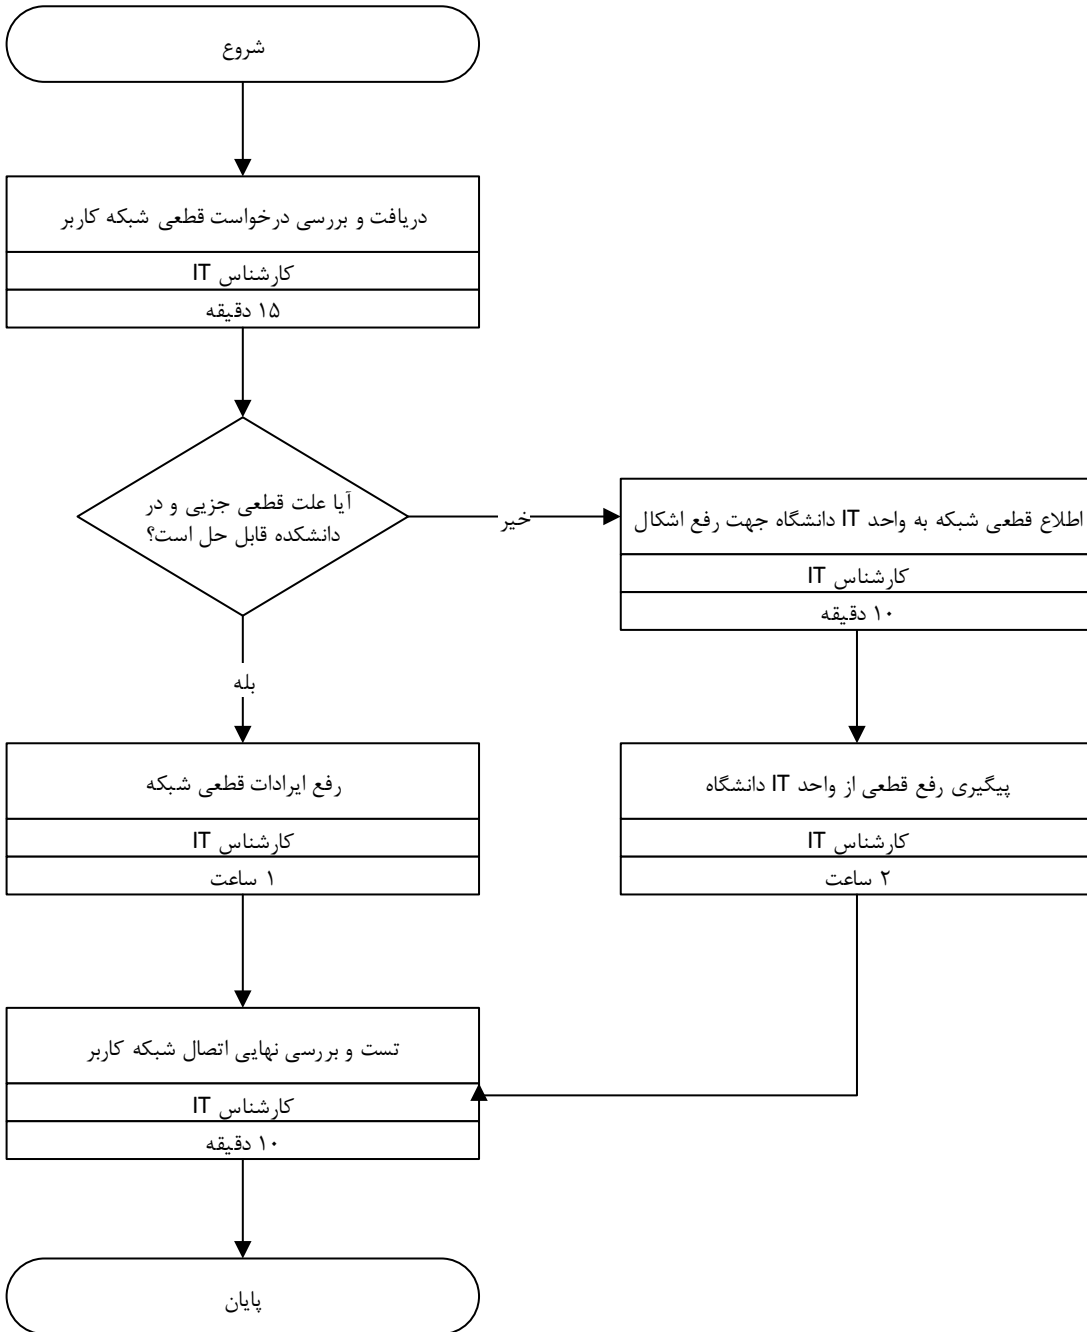 شروع
دریافت و بررسی درخواست قطعی شبکه کاربر
کارشناس IT
۱۵ دقیقه
آیا علت قطعی جزیی و در
دانشکده قابل حل است؟
خیر
اطلاع قطعی شبکه به واحد IT دانشگاه جهت رفع اشکال
کارشناس IT
۱۰ دقیقه
بله
رفع ایرادات قطعی شبکه
کارشناس IT
۱ ساعت
پیگیری رفع قطعی از واحد IT دانشگاه
کارشناس IT
۲ ساعت
تست و بررسی نهایی اتصال شبکه کاربر
کارشناس IT
۱۰ دقیقه
پایان